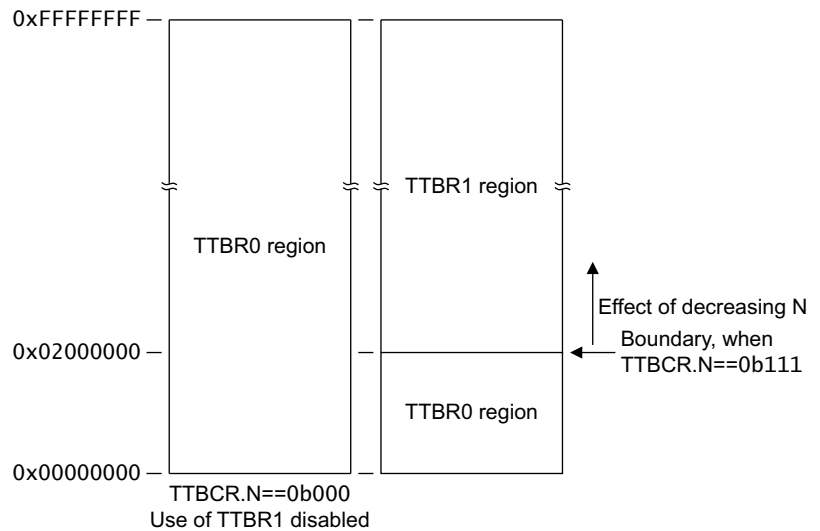 0xFFFFFFFF
TTBR1 region
TTBR0 region
Effect of decreasing N
0x02000000
Boundary, when
TTBCR.N==0b111
TTBR0 region
0x00000000
TTBCR.N==0b000
Use of TTBR1 disabled